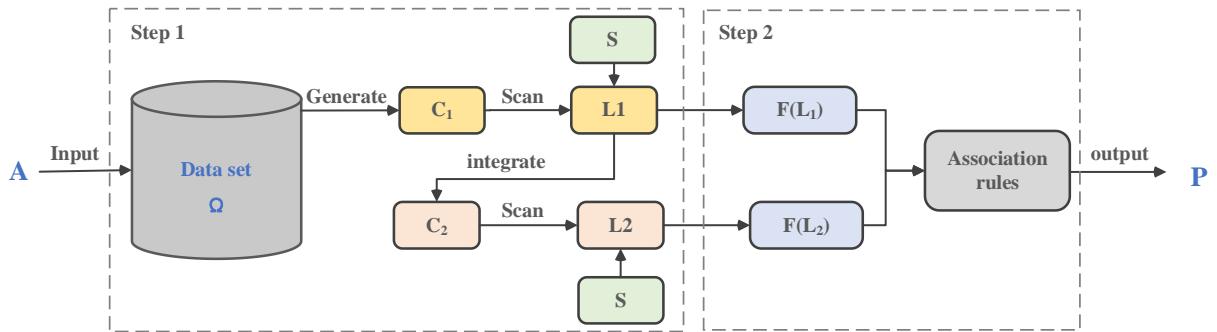 Step 1
Step 2
S
Generate
C₁
Scan
L1
F(L₁)
A
Input
Data set
Ω
integrate
Association
rules
output
P
C₂
Scan
L2
F(L₂)
S